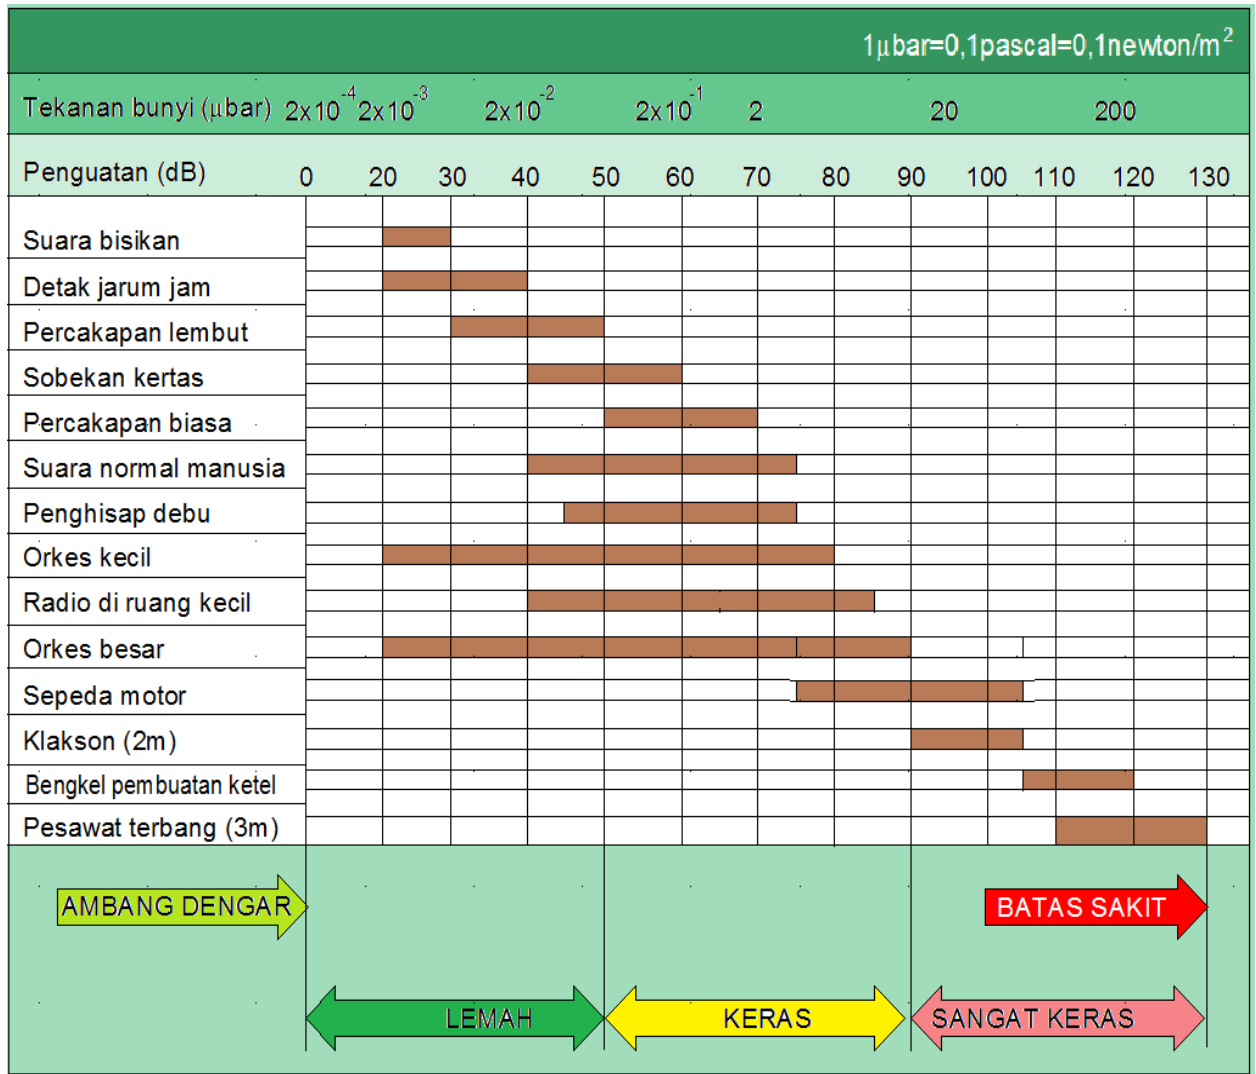 1µbar=0,1pascal=0,1newton/m²
Tekanan bunyi (µbar) 2x10⁻⁴ 2x10⁻³ 2x10⁻² 2x10⁻¹ 2 20 200
Penguatan (dB) 0 20 30 40 50 60 70 80 90 100 110 120 130
Suara bisikan
Detak jarum jam
Percakapan lembut
Sobekan kertas
Percakapan biasa
Suara normal manusia
Penghisap debu
Orkes kecil
Radio di ruang kecil
Orkes besar
Sepeda motor
Klakson (2m)
Bengkel pembuatan ketel
Pesawat terbang (3m)
AMBANG DENGAR BATAS SAKIT
LEMAH KERAS SANGAT KERAS